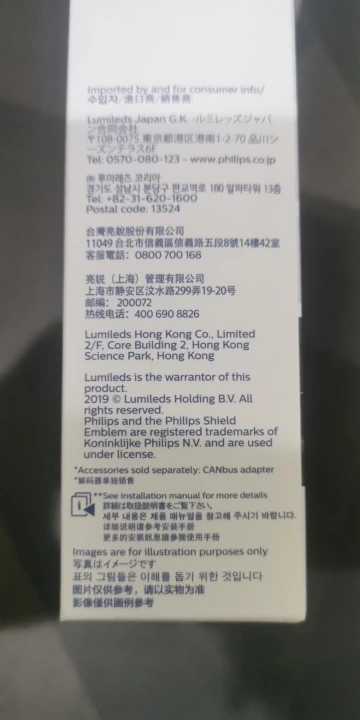 Imported by and for consumer info/
수입자/進口商/銷售商
Lumileds Japan G.K. ルミレッズジャパ
ン合同会社
〒108-0075 東京都港区港南1-2-70 品川シ
ーズンテラス6F
Tel: 0570-080-123 - www.philips.co.jp
㈜ 루미레즈 코리아
경기도 성남시 분당구 판교역로 180 알파타워 13층
Tel: +82-31-620-1600
Postal code: 13524
台灣亮銳股份有限公司
11049 台北市信義區信義路五段8號14樓42室
客服電話：0800 700 168
亮锐（上海）管理有限公司
上海市静安区汶水路299弄19-20号
邮编： 200072
热线电话：400 690 8826
Lumileds Hong Kong Co., Limited
2/F, Core Building 2, Hong Kong
Science Park, Hong Kong
Lumileds is the warrantor of this
product.
2019 © Lumileds Holding B.V. All
rights reserved.
Philips and the Philips Shield
Emblem are registered trademarks of
Koninklijke Philips N.V. and are used
under license.
*Accessories sold separately: CANbus adapter
*解码器单独销售
**See installation manual for more details
詳細は取扱説明書をご覧下さい。
세부 내용은 제품 매뉴얼을 참고해 주시기 바랍니다.
详细说明请参考安装手册
更多的安裝訊息請參閱使用手冊
Images are for illustration purposes only
写真はイメージです
표의 그림들은 이해를 돕기 위한 것입니다
图片仅供参考，请以实物为准
影像僅供圖例參考